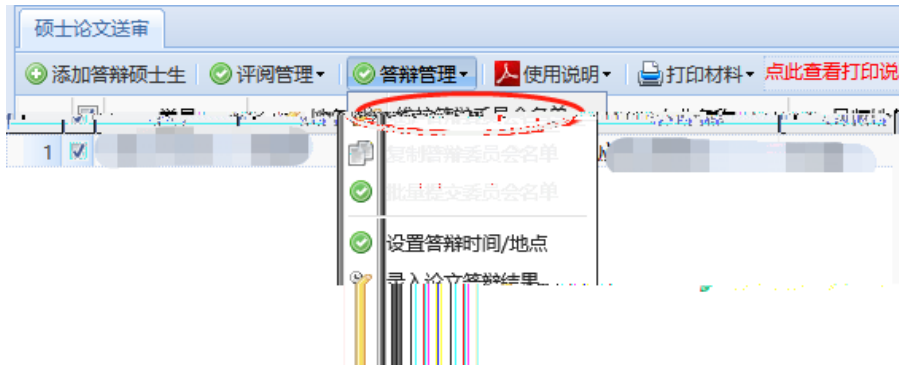 硕士论文送审
添加答辩硕士生 评阅管理 答辩管理 使用说明 打印材料 点此查看打印说
1
复制答辩委员会名单
批量提交委员会名单
设置答辩时间/地点
录入论文答辩结果